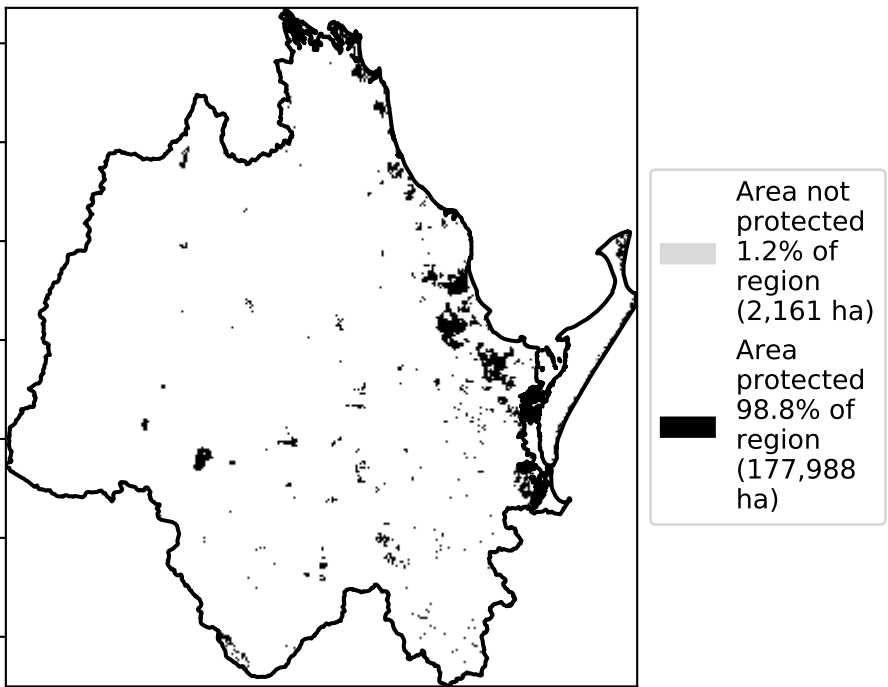 Area not
protected
1.2% of
region
(2,161 ha)
Area
protected
98.8% of
region
(177,988
ha)